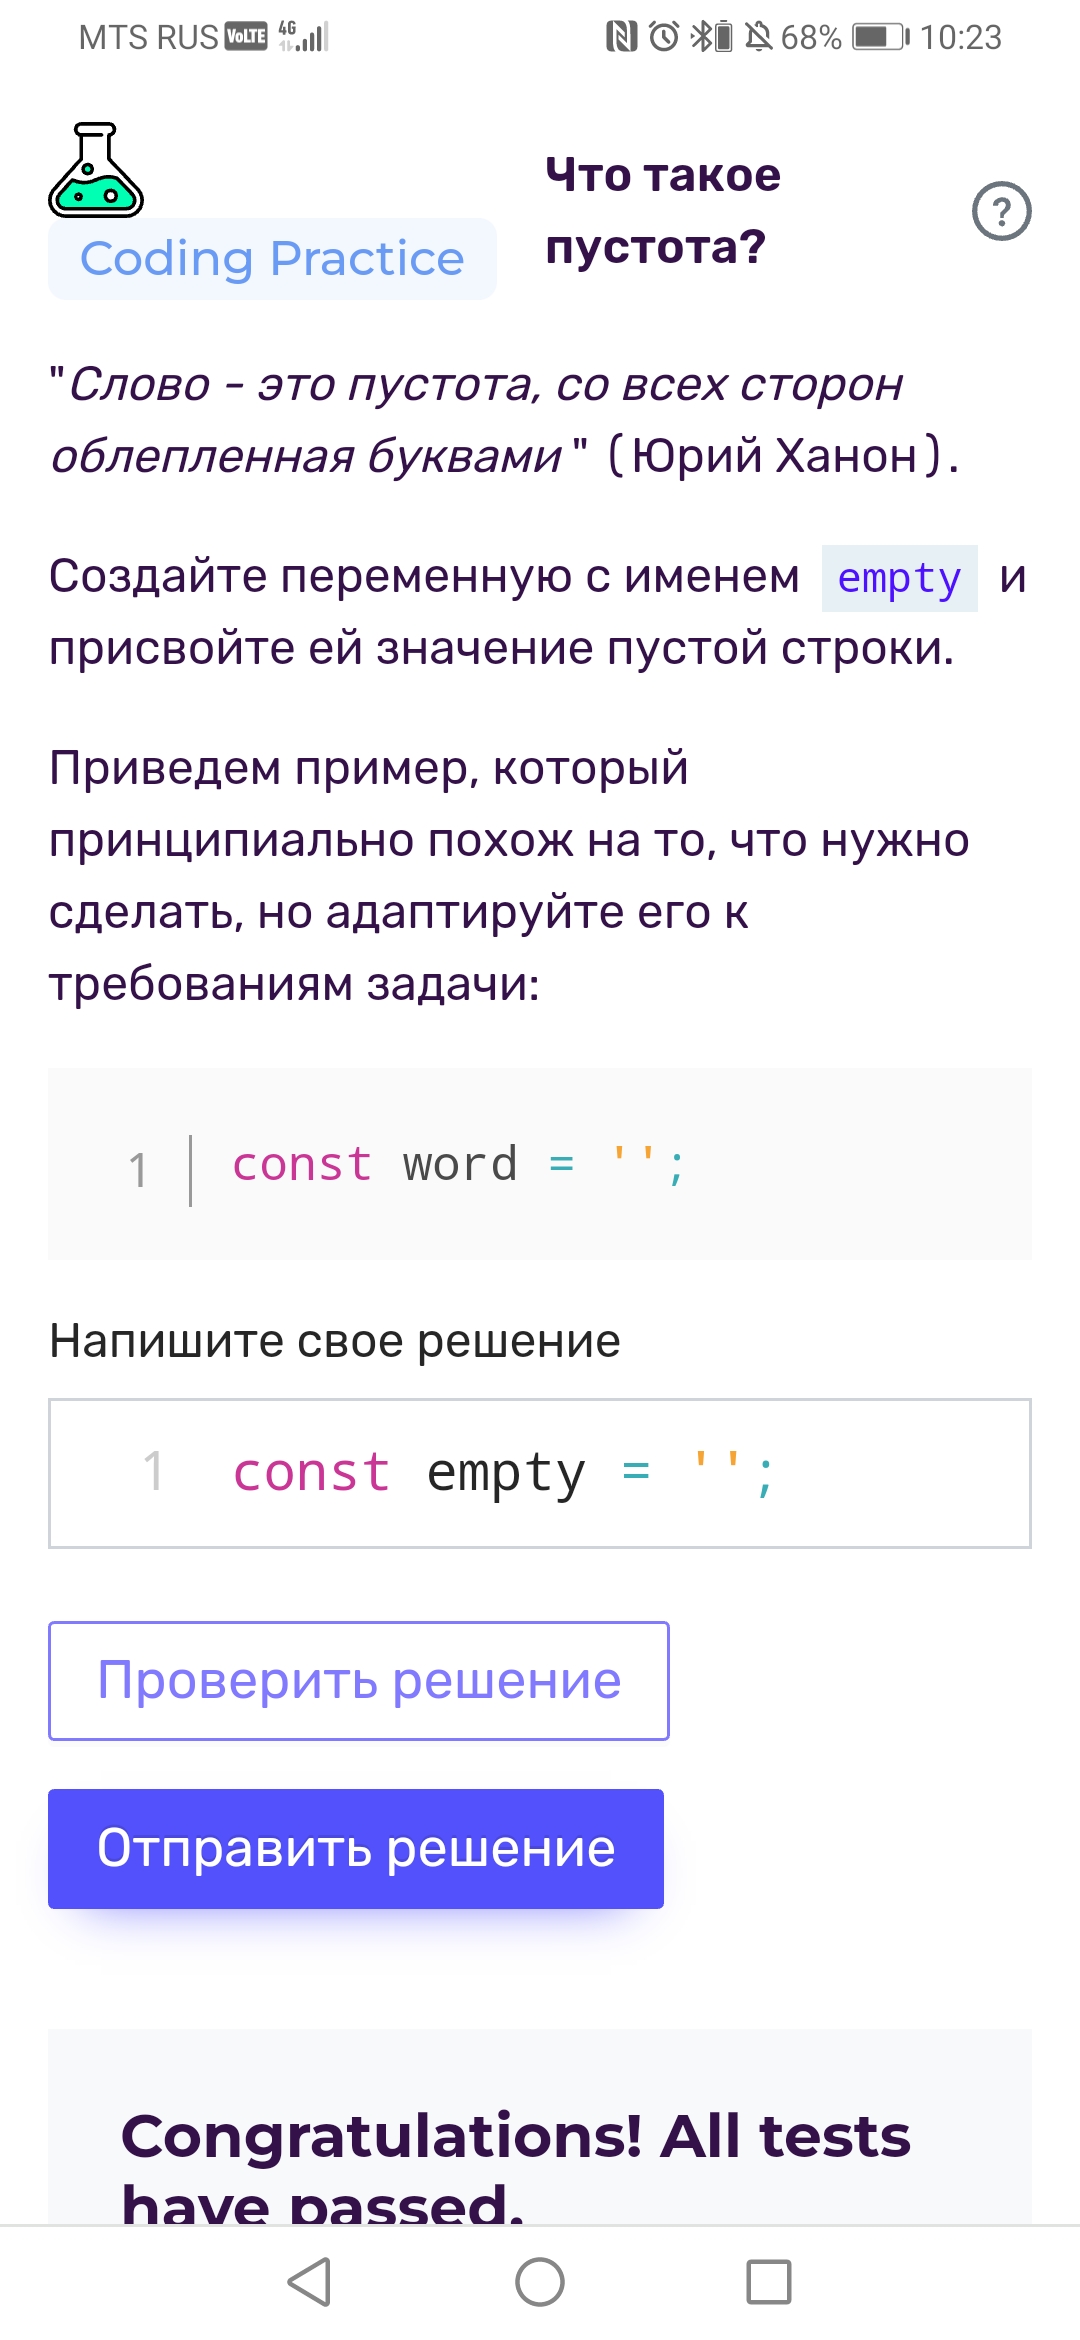 MTS RUS VoLTE 4G 68% 10:23
Coding Practice
Что такое
пустота?
?
"Слово - это пустота, со всех сторон
облепленная буквами " (Юрий Ханон).
Создайте переменную с именем empty и
присвойте ей значение пустой строки.
Приведем пример, который
принципиально похож на то, что нужно
сделать, но адаптируйте его к
требованиям задачи:
1 const word = '';
Напишите свое решение
1 const empty = '';
Проверить решение
Отправить решение
Congratulations! All tests
have passed.